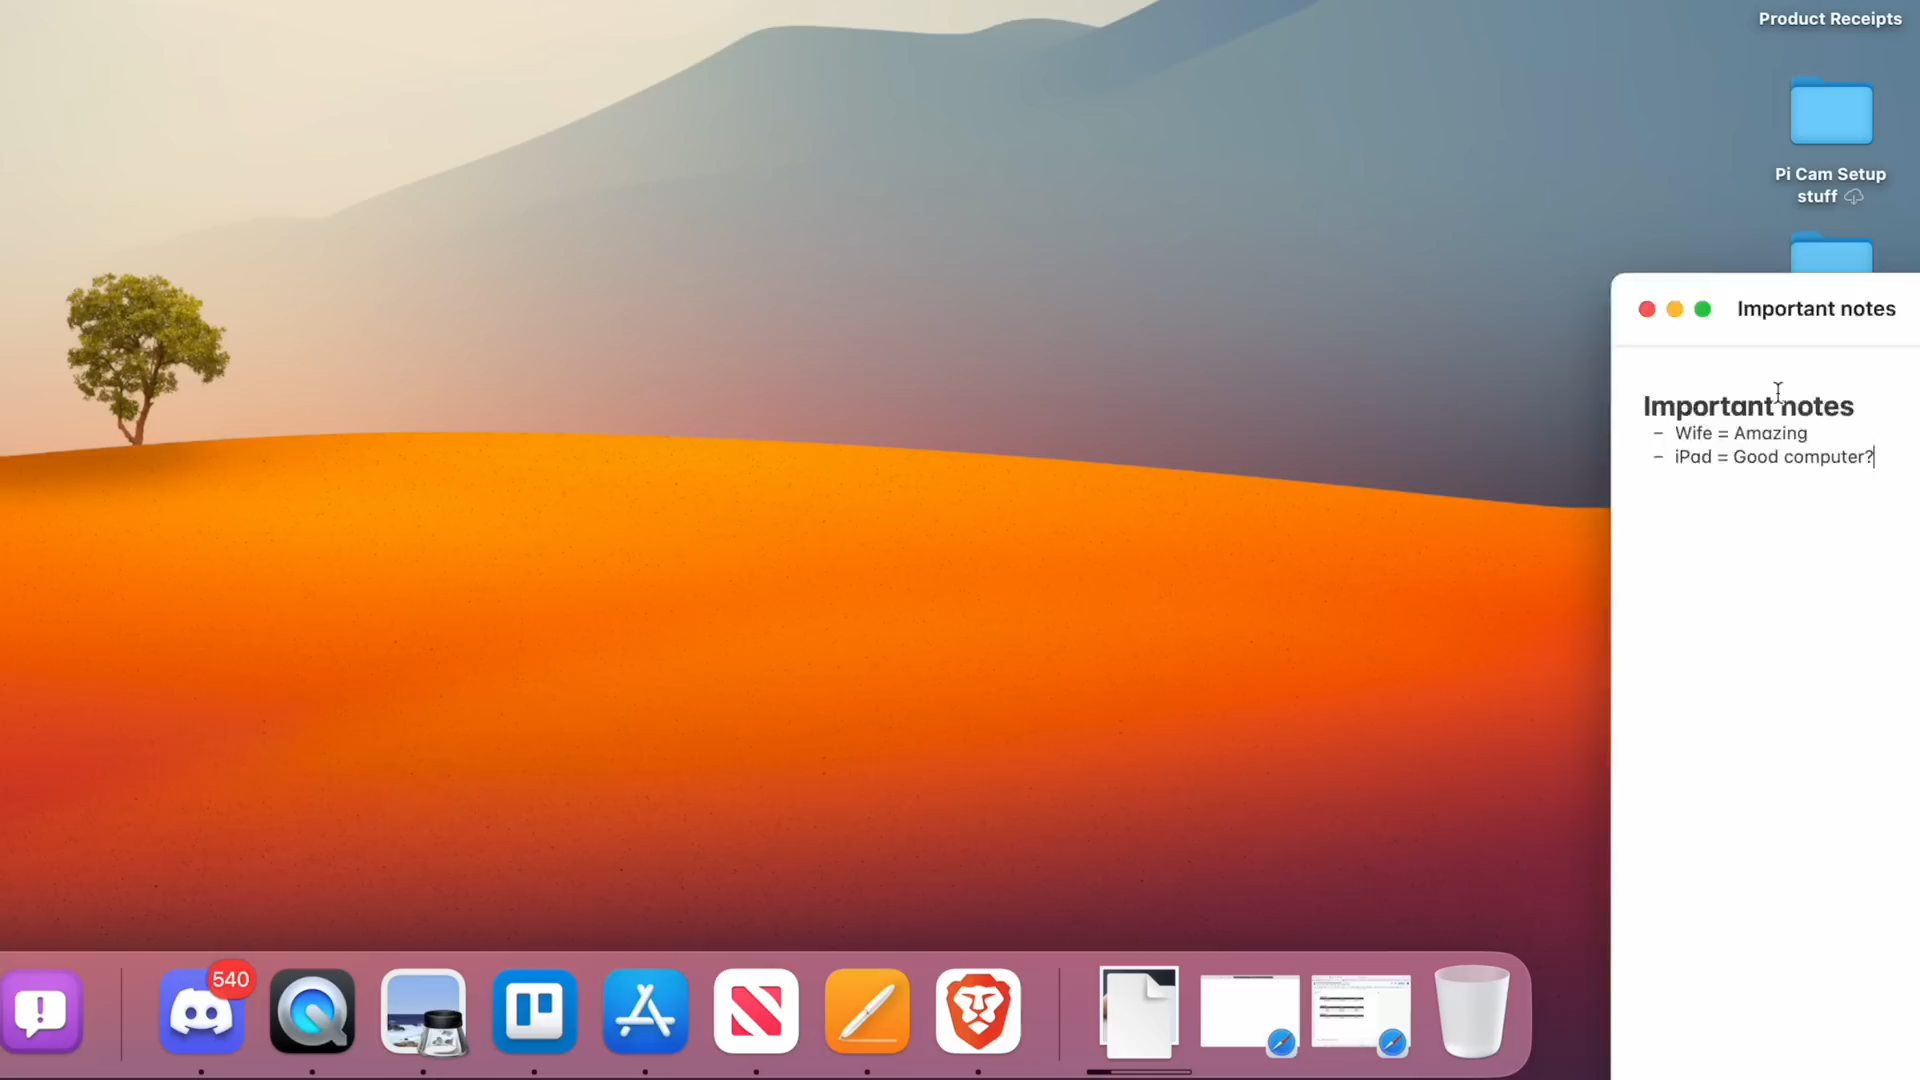 Product Receipts
Pi Cam Setup
stuff
Important notes
Important notes
- Wife = Amazing
- iPad = Good computer?
540